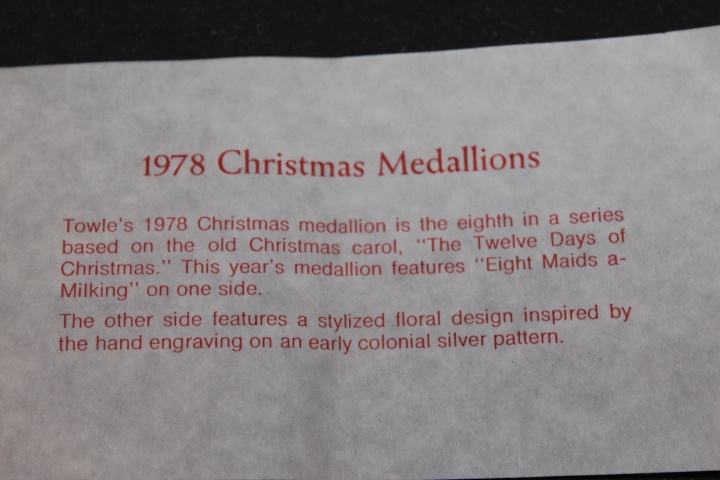 1978 Christmas Medallions
Towle's 1978 Christmas medallion is the eighth in a series
based on the old Christmas carol, "The Twelve Days of
Christmas." This year's medallion features "Eight Maids a-
Milking" on one side.
The other side features a stylized floral design inspired by
the hand engraving on an early colonial silver pattern.